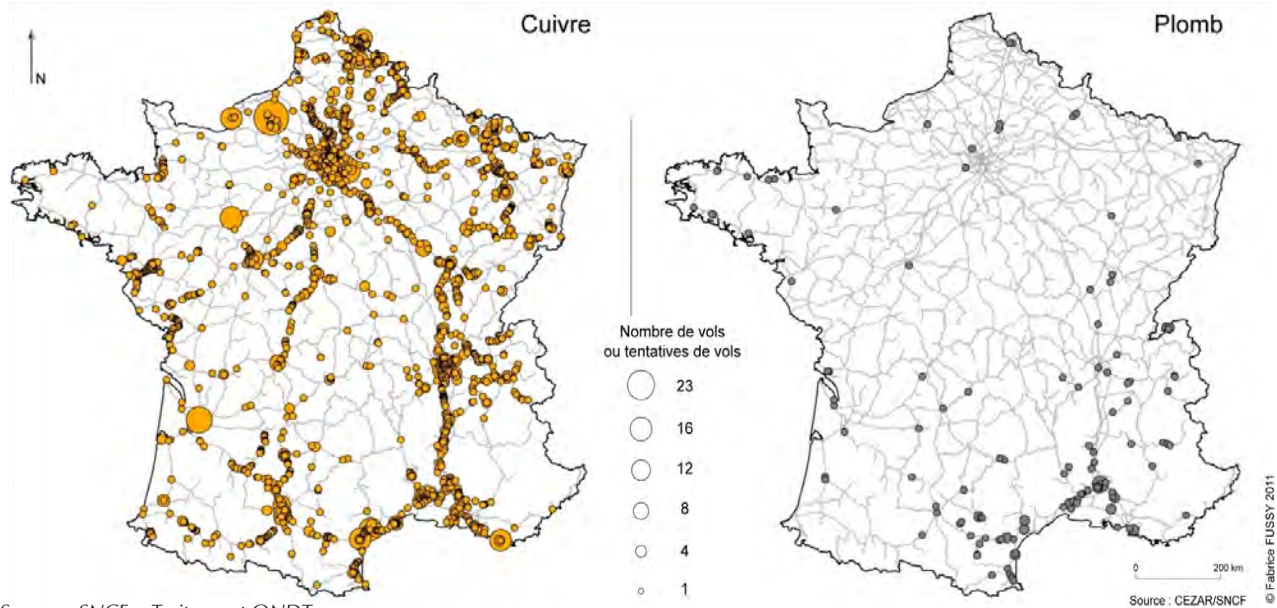 Cuivre
Plomb
N
Nombre de vols
ou tentatives de vols
23
16
12
8
4
1
0 200 km
Source : CEZAR/SNCF
© Fabrice FUSSY 2011